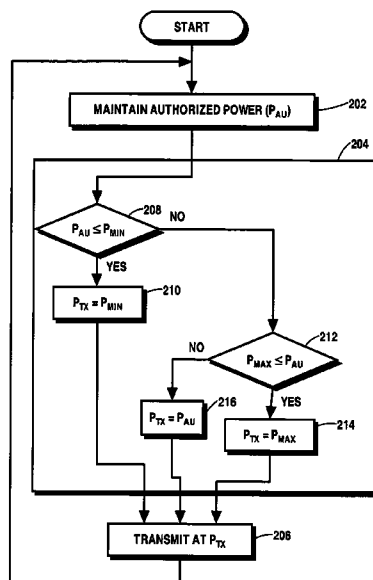 START
MAINTAIN AUTHORIZED POWER (P_AU)
202
204
208
P_AU ≤ P_MIN
NO
YES
210
P_TX = P_MIN
212
NO
P_MAX ≤ P_AU
216
YES
P_TX = P_AU
214
P_TX = P_MAX
TRANSMIT AT P_TX
206